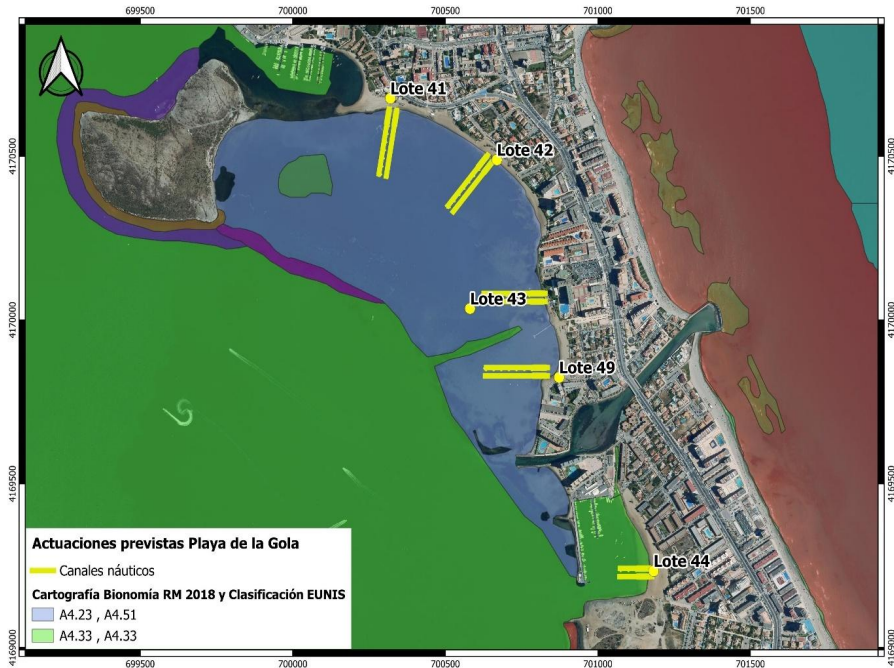 699500 700000 700500 701000 701500
Lote 41
Lote 42
4170500 4170500
Lote 43
4170000 4170000
Lote 49
4169500 4169500
Lote 44
Actuaciones previstas Playa de la Gola
Canales náuticos
Cartografía Bionomía RM 2018 y Clasificación EUNIS
A4.23 , A4.51
A4.33 , A4.33
4169000 4169000
699500 700000 700500 701000 701500